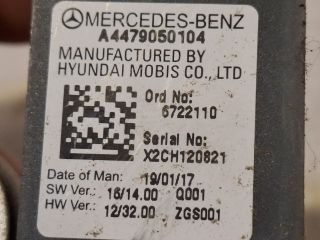 MERCEDES-BENZ
A4479050104
MANUFACTURED BY
HYUNDAI MOBIS CO., LTD
Ord No:
6722110
Serial No:
X2CH120821
Date of Man: 19/01/17
SW Ver.: 16/14.00 Q001
HW Ver.: 12/32.00 ZGS001